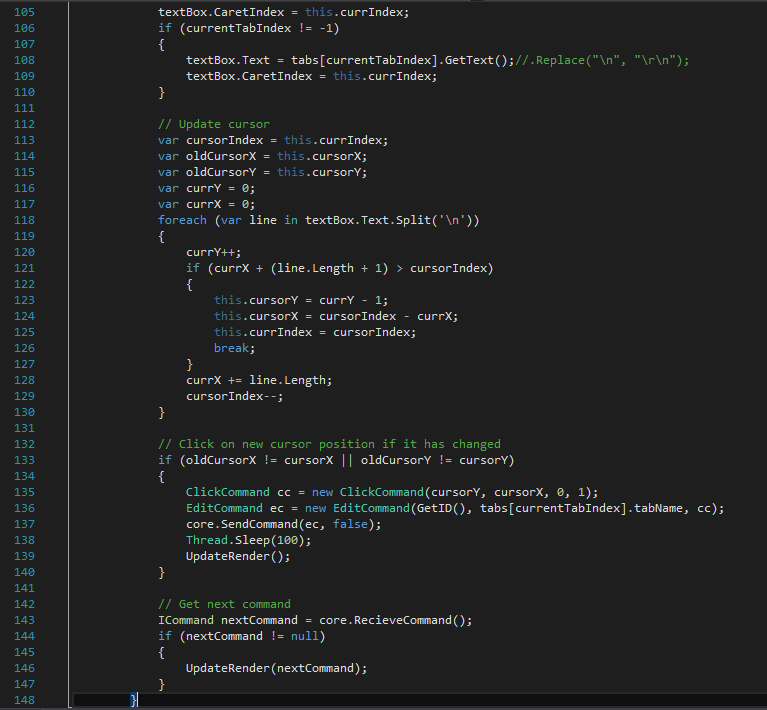 105 textBox.CaretIndex = this.currIndex;
106 if (currentTabIndex != -1)
107 {
108 textBox.Text = tabs[currentTabIndex].GetText();//.Replace("\n", "\r\n");
109 textBox.CaretIndex = this.currIndex;
110 }
111
112 // Update cursor
113 var cursorIndex = this.currIndex;
114 var oldCursorX = this.cursorX;
115 var oldCursorY = this.cursorY;
116 var currY = 0;
117 var currX = 0;
118 foreach (var line in textBox.Text.Split('\n'))
119 {
120 currY++;
121 if (currX + (line.Length + 1) > cursorIndex)
122 {
123 this.cursorY = currY - 1;
124 this.cursorX = cursorIndex - currX;
125 this.currIndex = cursorIndex;
126 break;
127 }
128 currX += line.Length;
129 cursorIndex--;
130 }
131
132 // Click on new cursor position if it has changed
133 if (oldCursorX != cursorX || oldCursorY != cursorY)
134 {
135 ClickCommand cc = new ClickCommand(cursorY, cursorX, 0, 1);
136 EditCommand ec = new EditCommand(GetID(), tabs[currentTabIndex].tabName, cc);
137 core.SendCommand(ec, false);
138 Thread.Sleep(100);
139 UpdateRender();
140 }
141
142 // Get next command
143 ICommand nextCommand = core.RecieveCommand();
144 if (nextCommand != null)
145 {
146 UpdateRender(nextCommand);
147 }
148 }